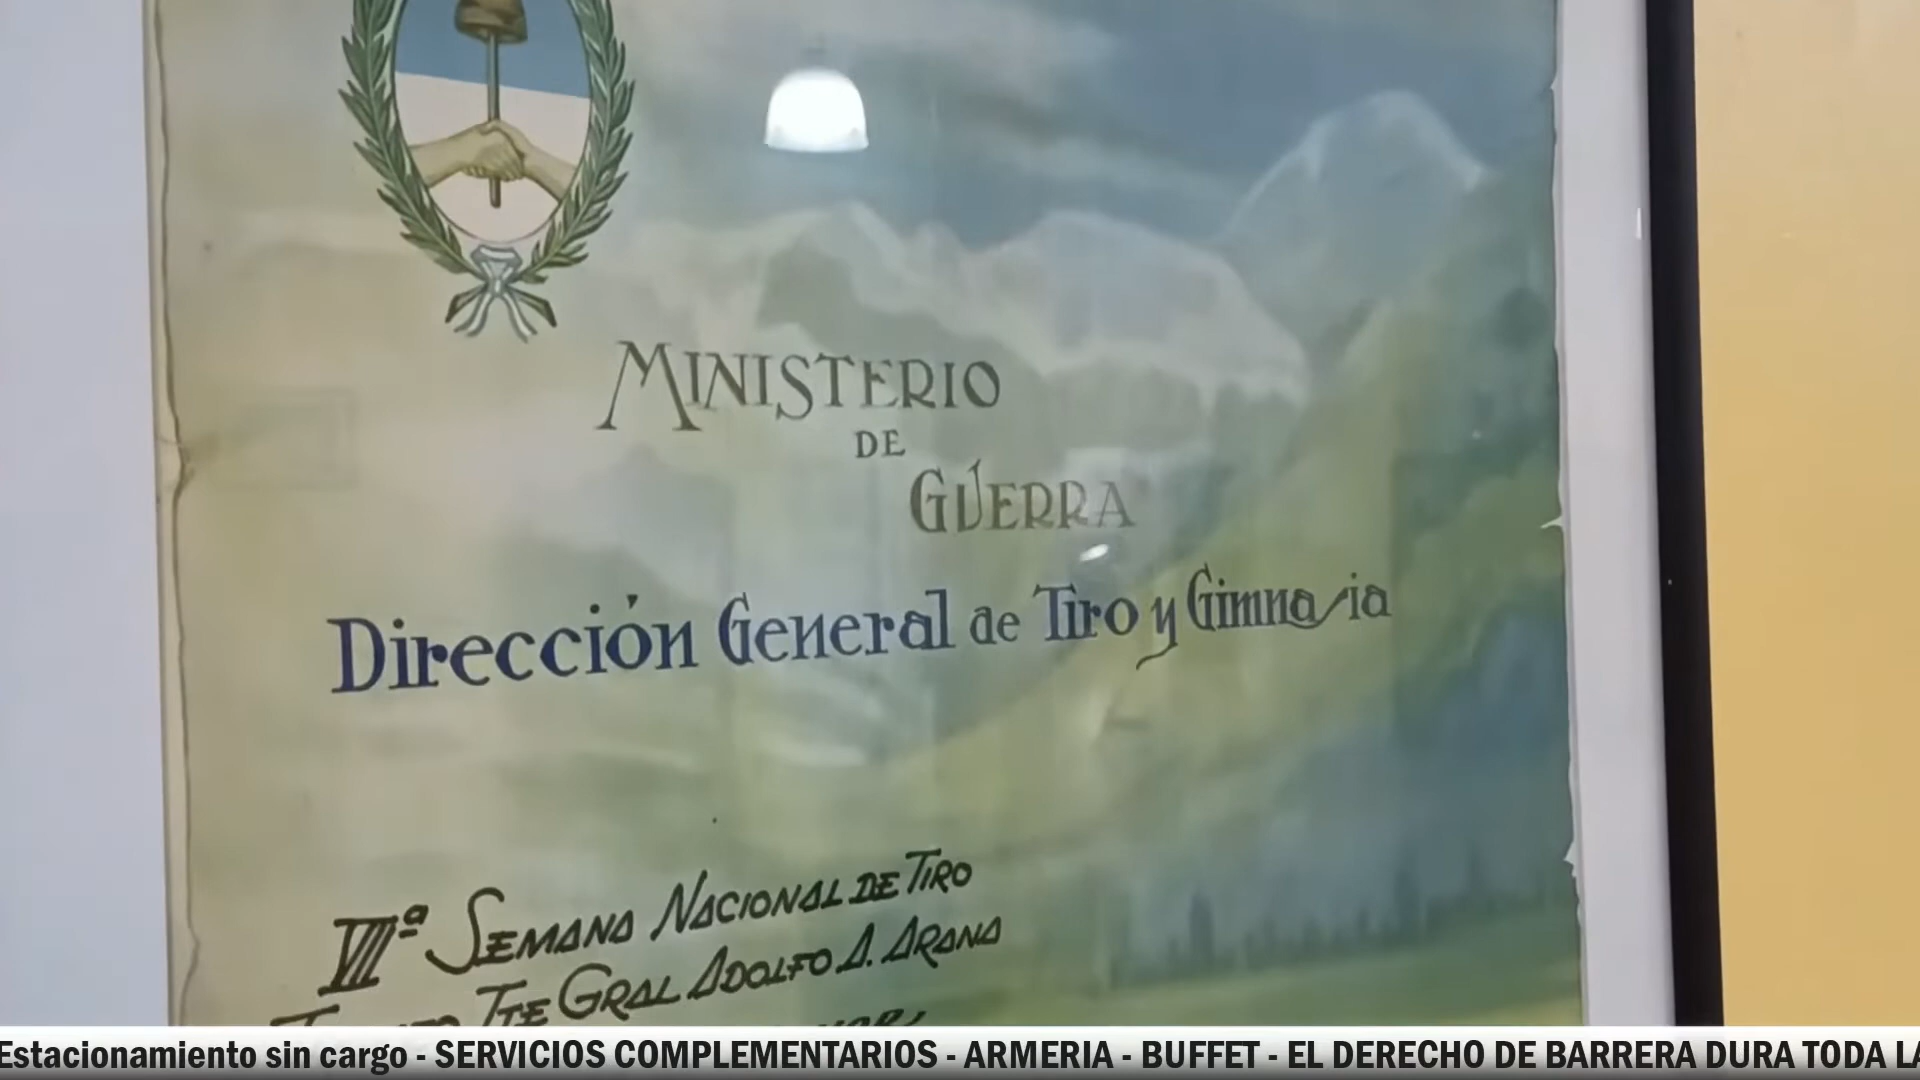 MINISTERIO
DE
GUERRA
Dirección General de Tiro y Gimnasia
VIIª SEMANA NACIONAL DE TIRO
TTE GRAL ADOLFO A. ARANA
Estacionamiento sin cargo - SERVICIOS COMPLEMENTARIOS - ARMERIA - BUFFET - EL DERECHO DE BARRERA DURA TODA LA